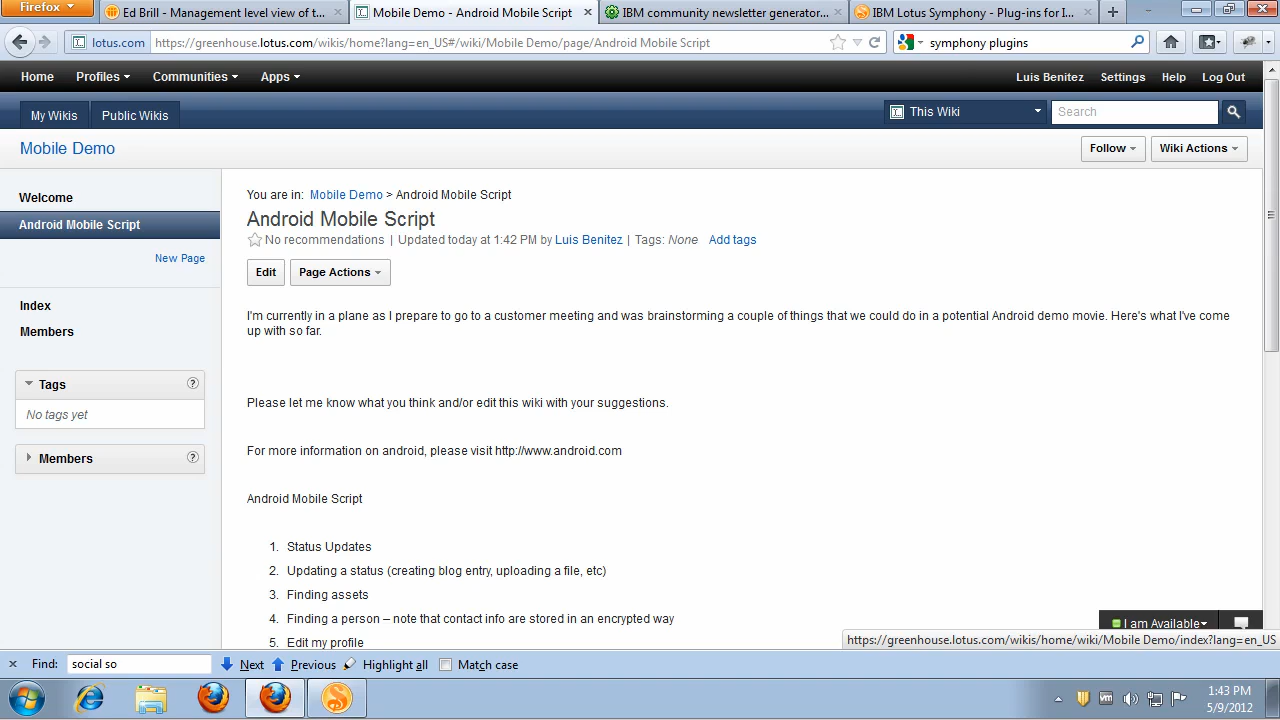 Firefox
Ed Brill - Management level view of t...
Mobile Demo - Android Mobile Script
IBM community newsletter generator...
IBM Lotus Symphony - Plug-ins for I...
lotus.com
https://greenhouse.lotus.com/wikis/home?lang=en_US#/wiki/Mobile Demo/page/Android Mobile Script
symphony plugins
Home Profiles Communities Apps
Luis Benitez Settings Help Log Out
My Wikis Public Wikis
This Wiki
Search
Mobile Demo
Follow Wiki Actions
Welcome
Android Mobile Script
New Page
Index
Members
Tags
?
No tags yet
Members
?
You are in: Mobile Demo > Android Mobile Script
Android Mobile Script
No recommendations | Updated today at 1:42 PM by Luis Benitez | Tags: None Add tags
Edit Page Actions
I'm currently in a plane as I prepare to go to a customer meeting and was brainstorming a couple of things that we could do in a potential Android demo movie. Here's what I've come
up with so far.
Please let me know what you think and/or edit this wiki with your suggestions.
For more information on android, please visit http://www.android.com
Android Mobile Script
1. Status Updates
2. Updating a status (creating blog entry, uploading a file, etc)
3. Finding assets
4. Finding a person – note that contact info are stored in an encrypted way
5. Edit my profile
I am Available
https://greenhouse.lotus.com/wikis/home/wiki/Mobile Demo/index?lang=en_US
Find: social so Next Previous Highlight all Match case
1:43 PM
5/9/2012